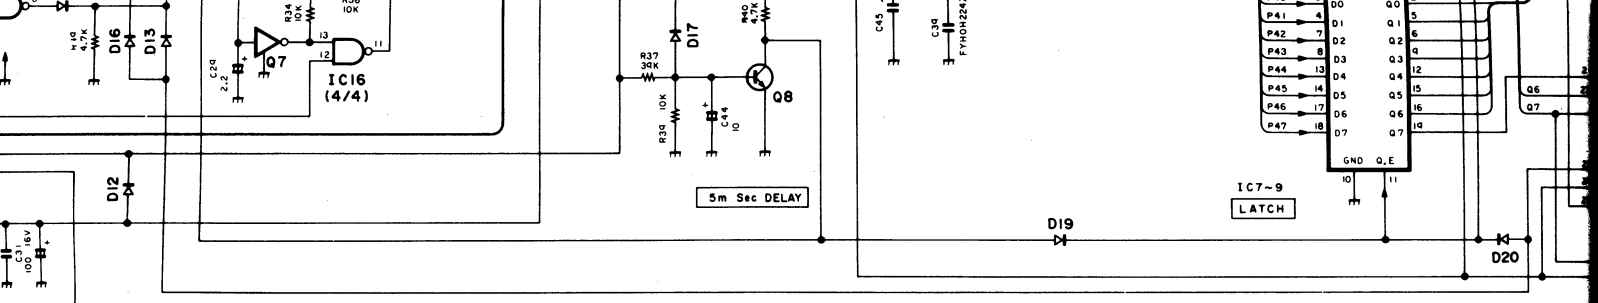 R34
10K
10K
R19
4.7K
D16
D13
C29
2.2
+
Q7
13
12
11
IC16
(4/4)
D12
C31
100 16V
+
D17
R37
39K
R39 10K
+
C44
10
R40
4.7K
Q8
5m Sec DELAY
C45
C39
FYHOH224Z
P41 4 D1
P42 7 D2
P43 8 D3
P44 13 D4
P45 14 D5
P46 17 D6
P47 18 D7
D0
Q0
Q1 5
Q2 6
Q3 9
Q4 12
Q5 15
Q6 16
Q7 19
GND Q.E
10 11
IC7~9
LATCH
D19
D20
Q6
Q7